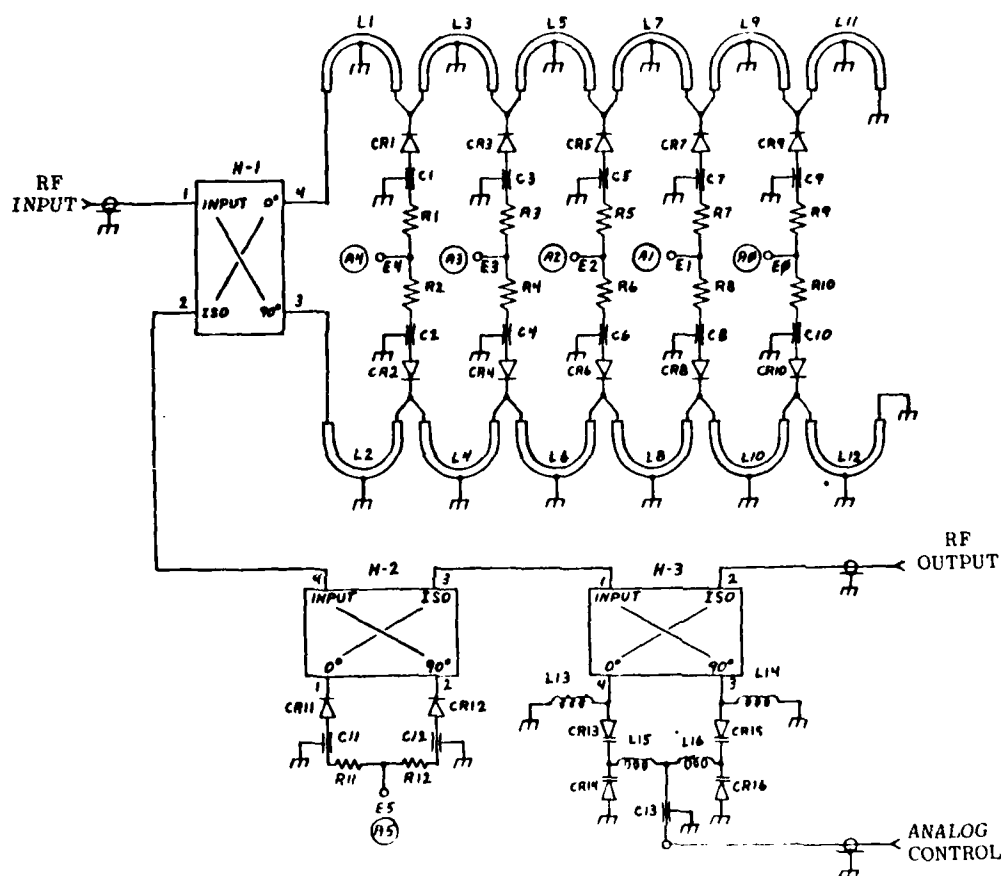 L1 L3 L5 L7 L9 L11
CR1 CR3 CR5 CR7 CR9
H-1
RF
INPUT
1 4
INPUT 0°
C1 C3 C5 C7 C9
R1 R3 R5 R7 R9
A4 E4 A3 E3 A2 E2 A1 E1 AØ EØ
2 3
ISO 90°
R2 R4 R6 R8 R10
C2 C4 C6 C8 C10
CR2 CR4 CR6 CR8 CR10
L2 L4 L6 L8 L10 L12
RF
OUTPUT
4 H-2 3 1 H-3 2
INPUT ISO INPUT ISO
0° 90° 0° 90°
1 2 4 3
L13 L14
CR11 CR12
C11 C12
CR13 CR15
L15 L16
R11 R12
CR14 CR16
C13
E5
A5
ANALOG
CONTROL